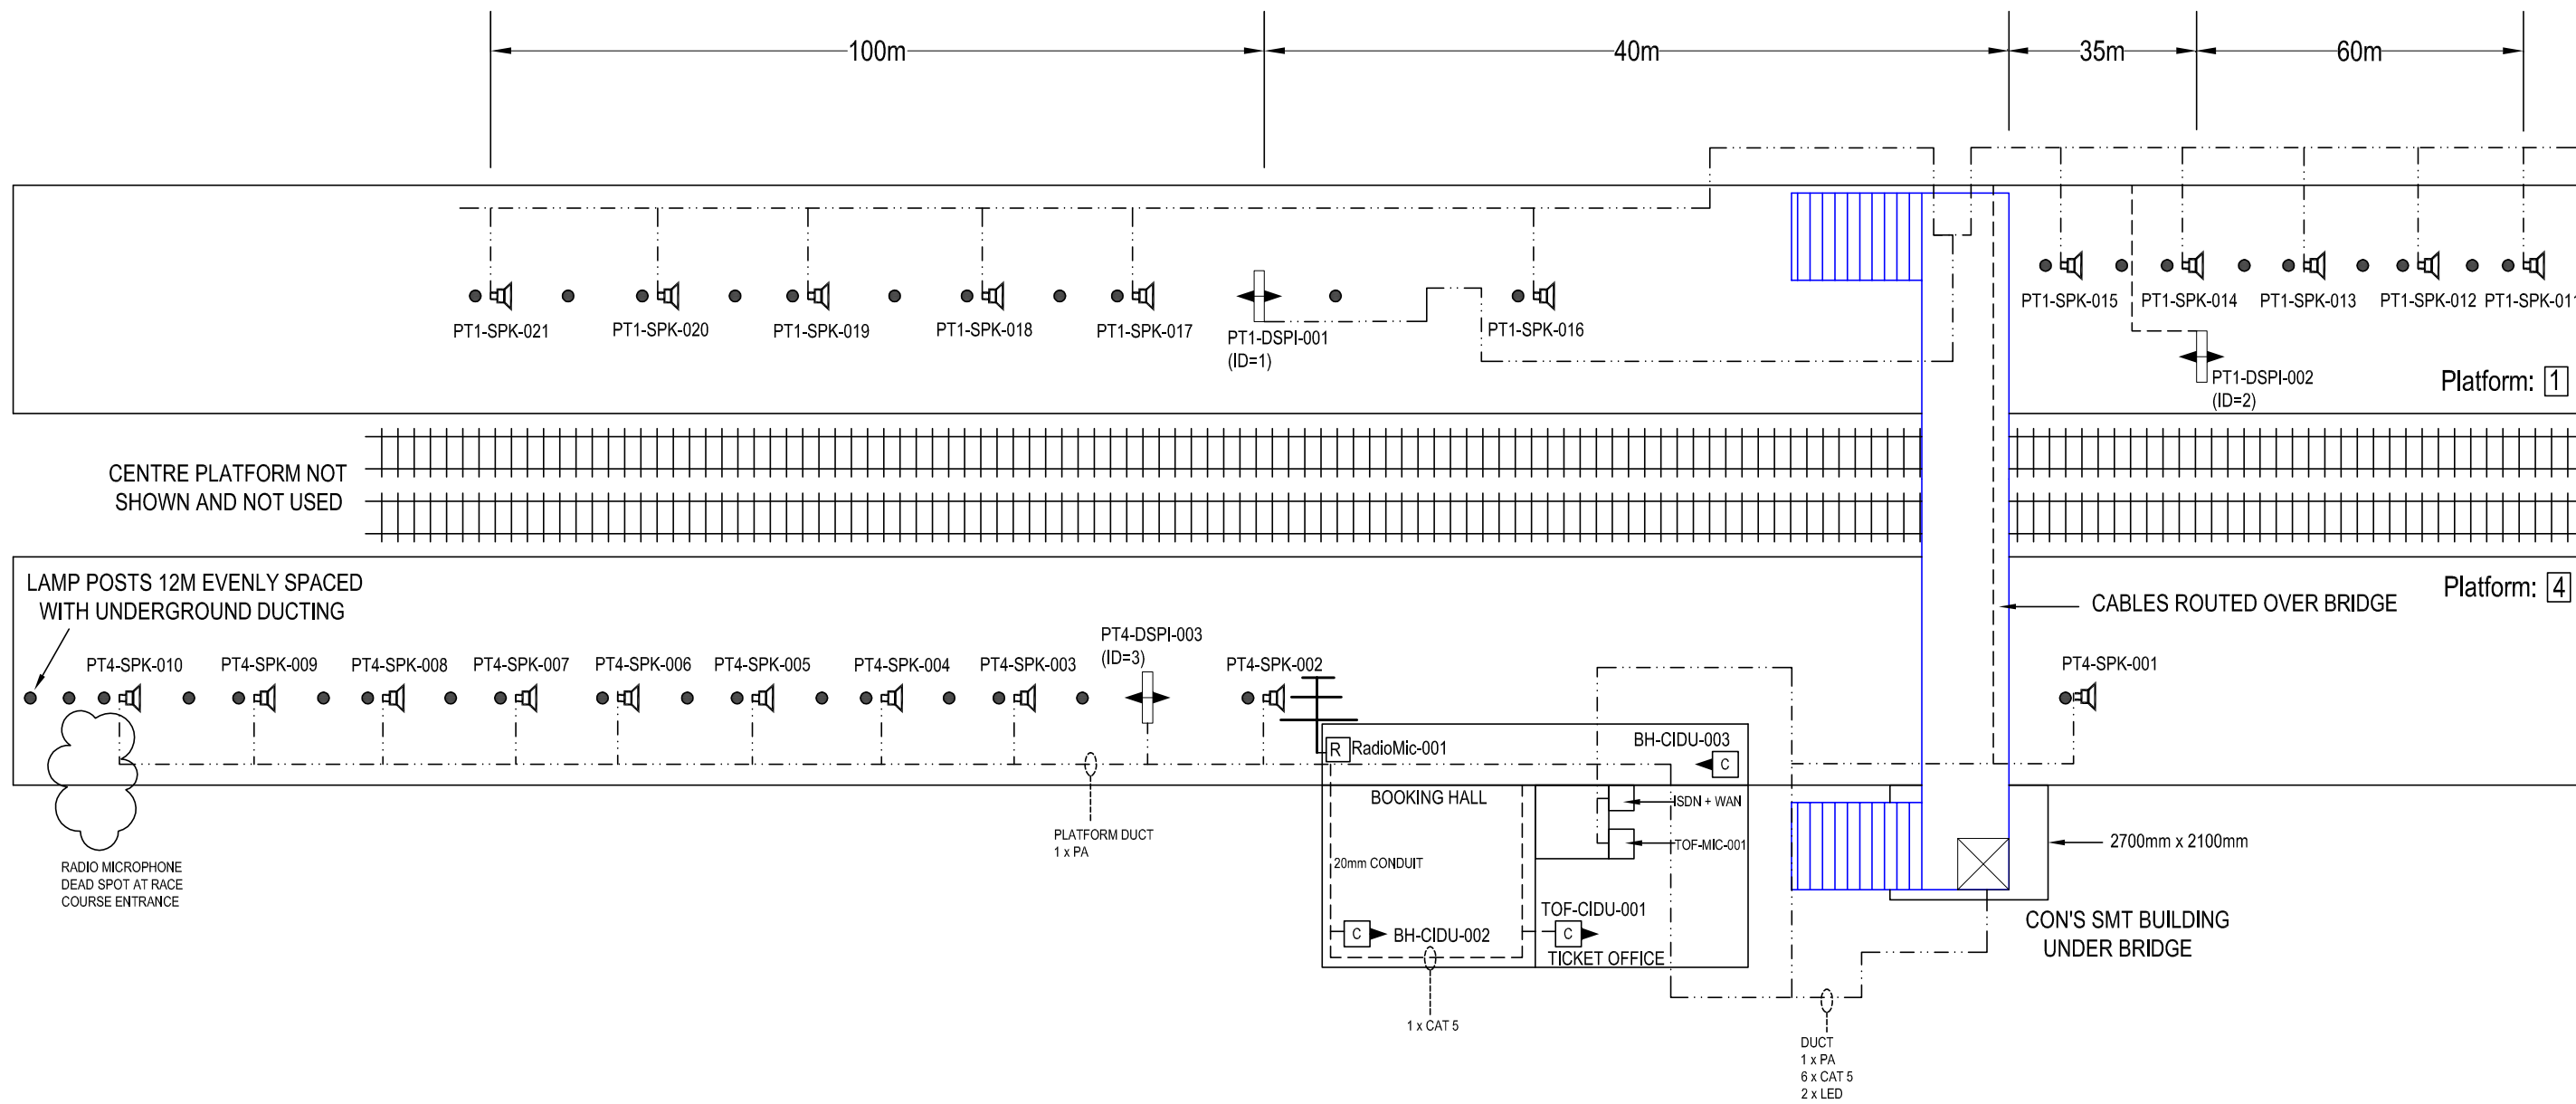 100m
40m
35m
60m
PT1-SPK-021
PT1-SPK-020
PT1-SPK-019
PT1-SPK-018
PT1-SPK-017
PT1-DSPI-001
(ID=1)
PT1-SPK-016
PT1-SPK-015
PT1-SPK-014
PT1-SPK-013
PT1-SPK-012
PT1-SPK-011
PT1-DSPI-002
(ID=2)
Platform: 1
CENTRE PLATFORM NOT
SHOWN AND NOT USED
LAMP POSTS 12M EVENLY SPACED
WITH UNDERGROUND DUCTING
Platform: 4
CABLES ROUTED OVER BRIDGE
PT4-SPK-010
PT4-SPK-009
PT4-SPK-008
PT4-SPK-007
PT4-SPK-006
PT4-SPK-005
PT4-SPK-004
PT4-SPK-003
PT4-DSPI-003
(ID=3)
PT4-SPK-002
PT4-SPK-001
R RadioMic-001
BH-CIDU-003
C
BOOKING HALL
ISDN + WAN
TOF-MIC-001
20mm CONDUIT
PLATFORM DUCT
1 x PA
RADIO MICROPHONE
DEAD SPOT AT RACE
COURSE ENTRANCE
2700mm x 2100mm
C BH-CIDU-002
TOF-CIDU-001
C
TICKET OFFICE
CON'S SMT BUILDING
UNDER BRIDGE
1 x CAT 5
DUCT
1 x PA
6 x CAT 5
2 x LED